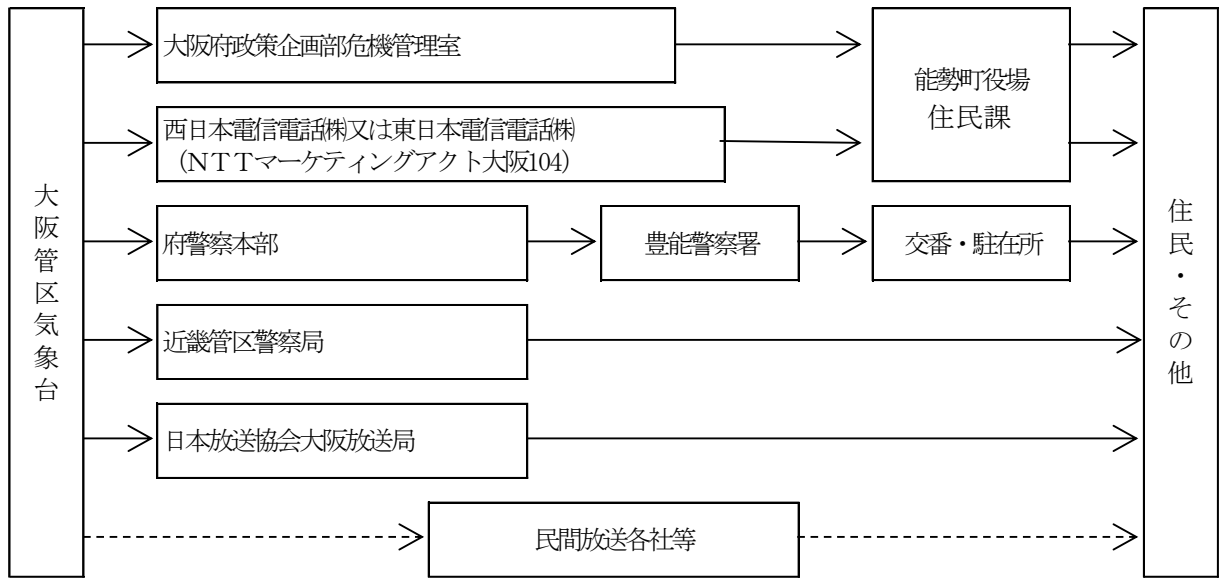 大阪管区気象台
大阪府政策企画部危機管理室
西日本電信電話㈱又は東日本電信電話㈱
（ＮＴＴマーケティングアクト大阪104）
能勢町役場
住民課
府警察本部
豊能警察署
交番・駐在所
近畿管区警察局
日本放送協会大阪放送局
民間放送各社等
住民・その他